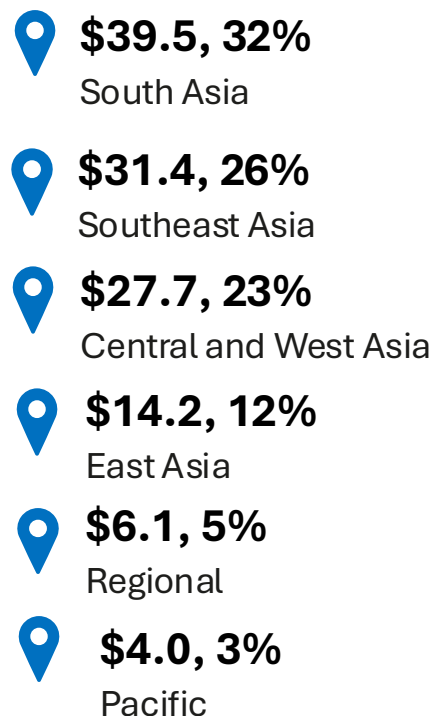 $39.5, 32%
South Asia
$31.4, 26%
Southeast Asia
$27.7, 23%
Central and West Asia
$14.2, 12%
East Asia
$6.1, 5%
Regional
$4.0, 3%
Pacific